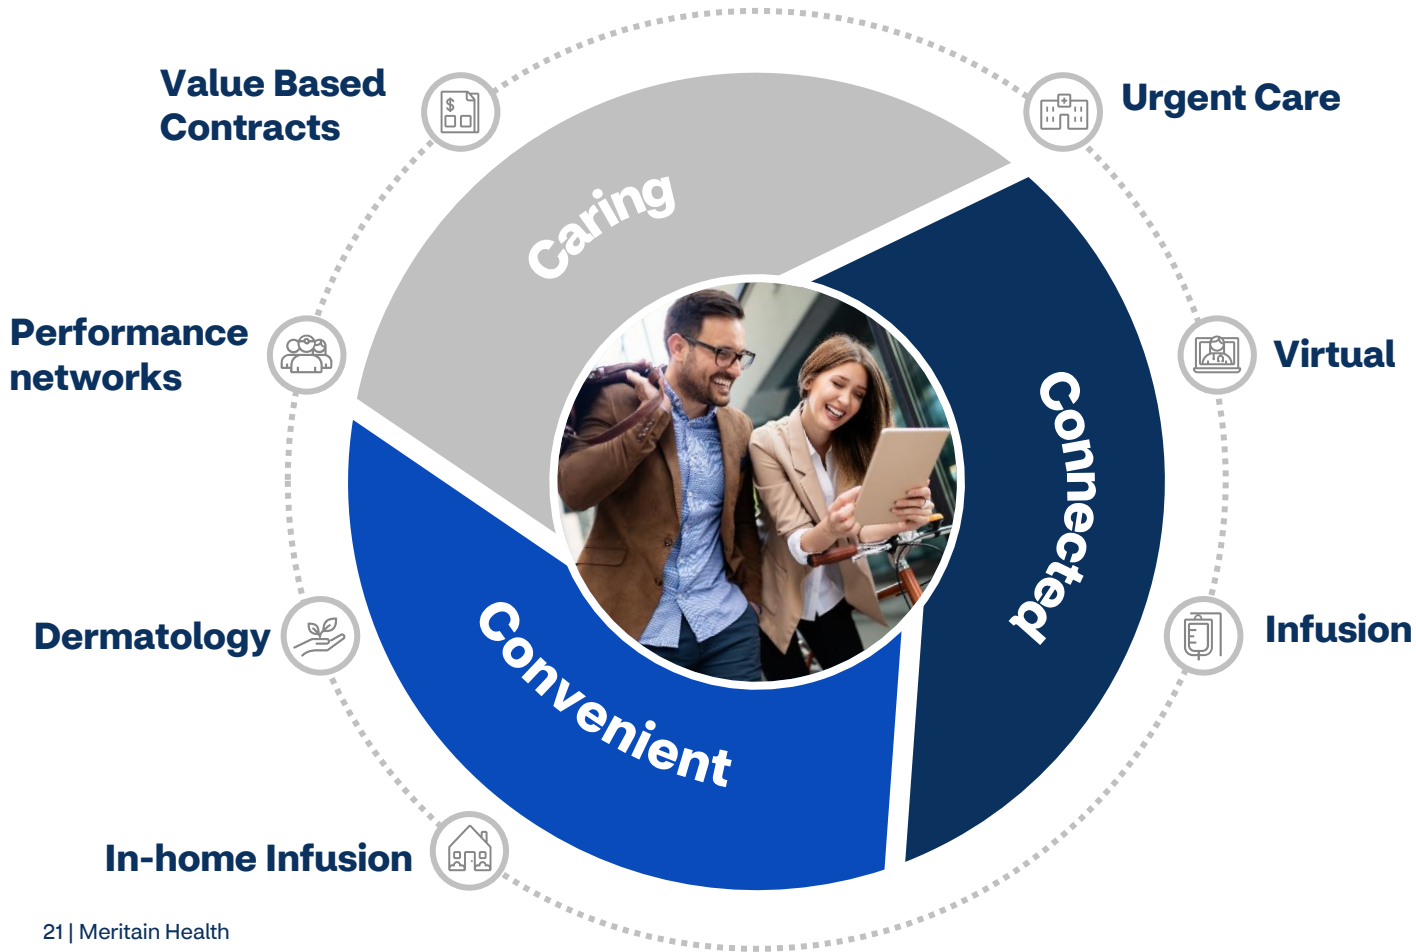 Value Based
Contracts
Urgent Care
Caring
Performance
networks
Virtual
Connected
Dermatology
Infusion
Convenient
In-home Infusion
21 | Meritain Health
$